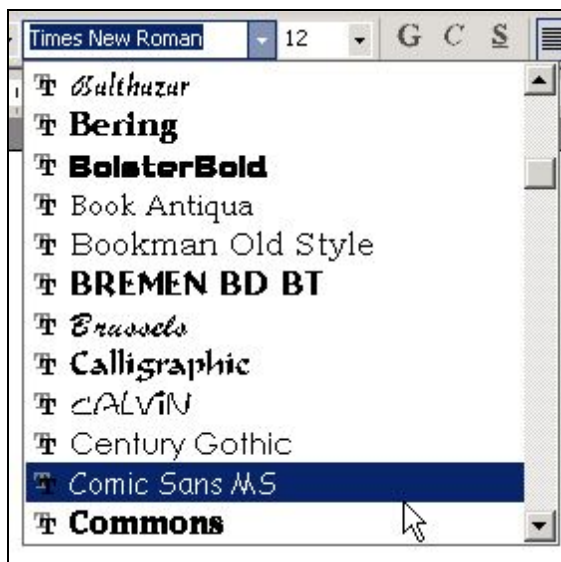 Times New Roman 12 G C S
Balthazar
Bering
BolsterBold
Book Antiqua
Bookman Old Style
BREMEN BD BT
Brussels
Calligraphic
CALViN
Century Gothic
Comic Sans MS
Commons